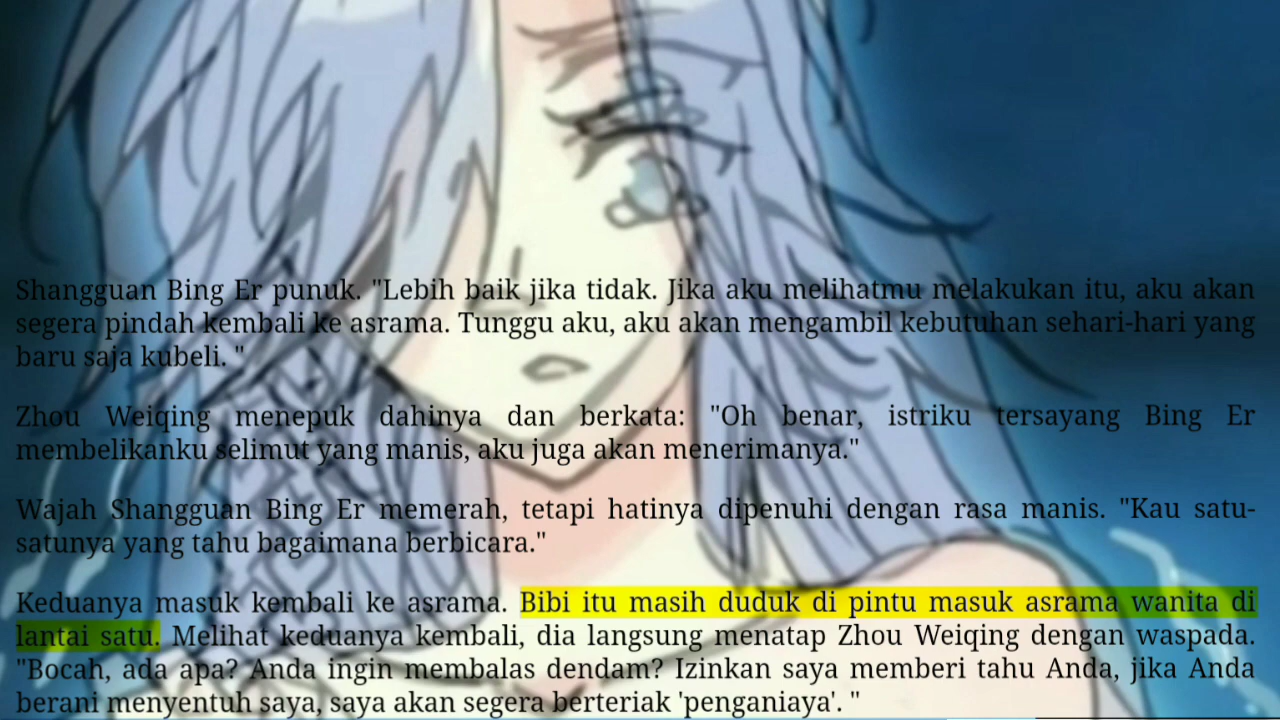 Shangguan Bing Er punuk. "Lebih baik jika tidak. Jika aku melihatmu melakukan itu, aku akan
segera pindah kembali ke asrama. Tunggu aku, aku akan mengambil kebutuhan sehari-hari yang
baru saja kubeli. "
Zhou Weiqing menepuk dahinya dan berkata: "Oh benar, istriku tersayang Bing Er
membelikanku selimut yang manis, aku juga akan menerimanya."
Wajah Shangguan Bing Er memerah, tetapi hatinya dipenuhi dengan rasa manis. "Kau satu-
satunya yang tahu bagaimana berbicara."
Keduanya masuk kembali ke asrama. Bibi itu masih duduk di pintu masuk asrama wanita di
lantai satu. Melihat keduanya kembali, dia langsung menatap Zhou Weiqing dengan waspada.
"Bocah, ada apa? Anda ingin membalas dendam? Izinkan saya memberi tahu Anda, jika Anda
berani menyentuh saya, saya akan segera berteriak 'penganiaya'. "